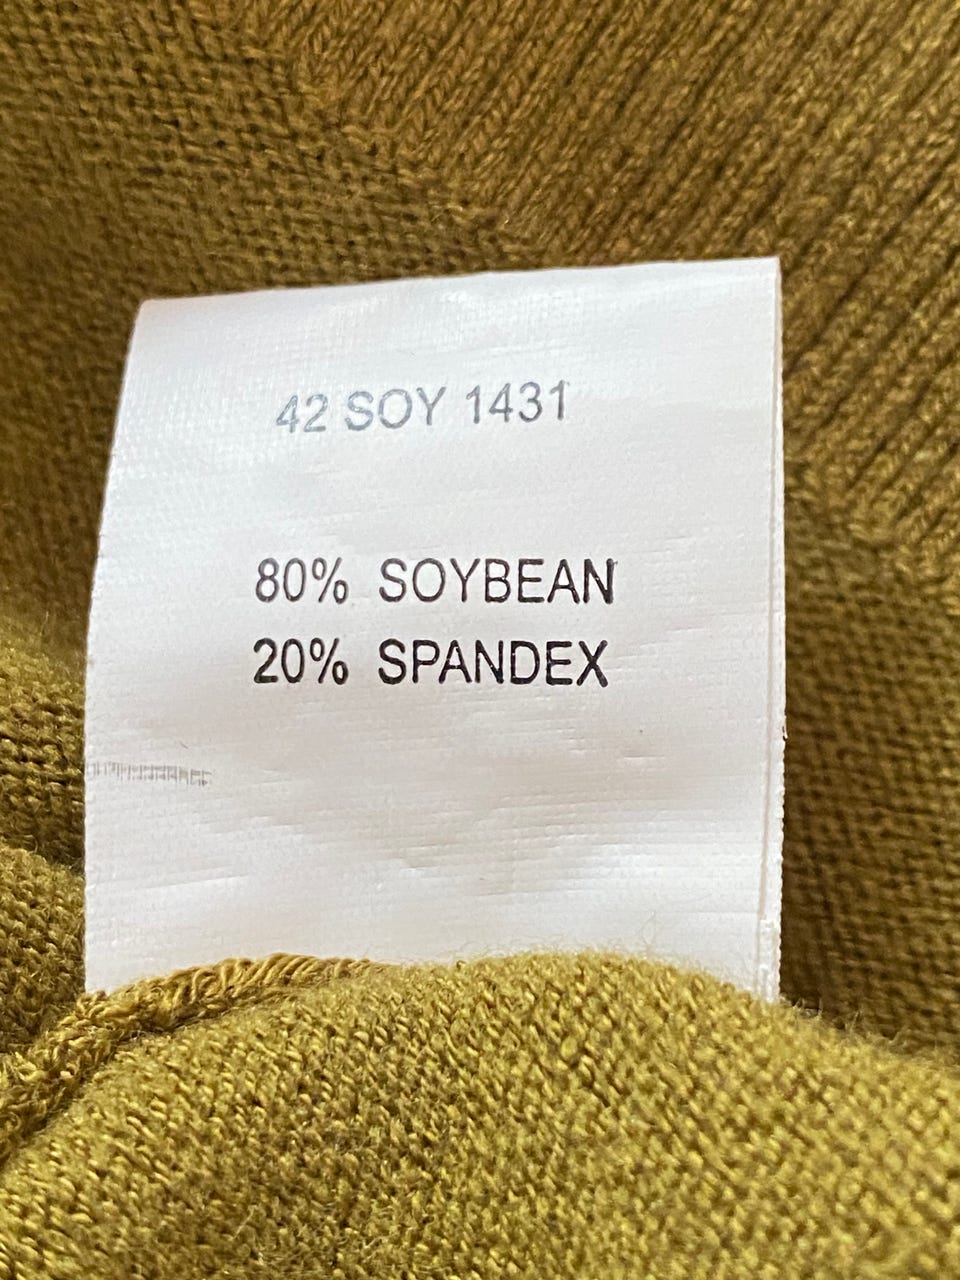 42 SOY 1431
80% SOYBEAN
20% SPANDEX